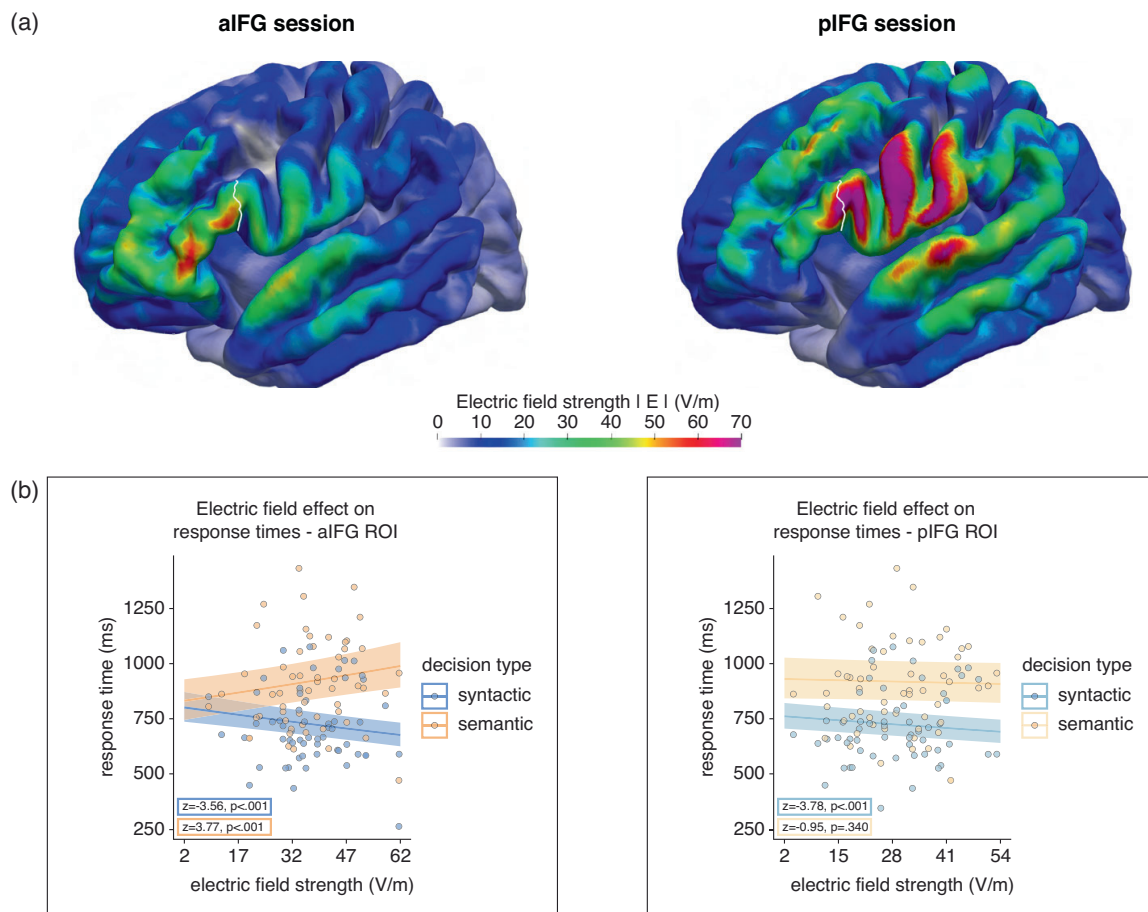 (a)
aIFG session
pIFG session
Electric field strength | E | (V/m)
0 10 20 30 40 50 60 70
(b)
Electric field effect on
response times - aIFG ROI
response time (ms)
1250
1000
750
500
250
decision type
syntactic
semantic
z=-3.56, p<.001
z=3.77, p<.001
2 17 32 47 62
electric field strength (V/m)
Electric field effect on
response times - pIFG ROI
response time (ms)
1250
1000
750
500
250
decision type
syntactic
semantic
z=-3.78, p<.001
z=-0.95, p=.340
2 15 28 41 54
electric field strength (V/m)